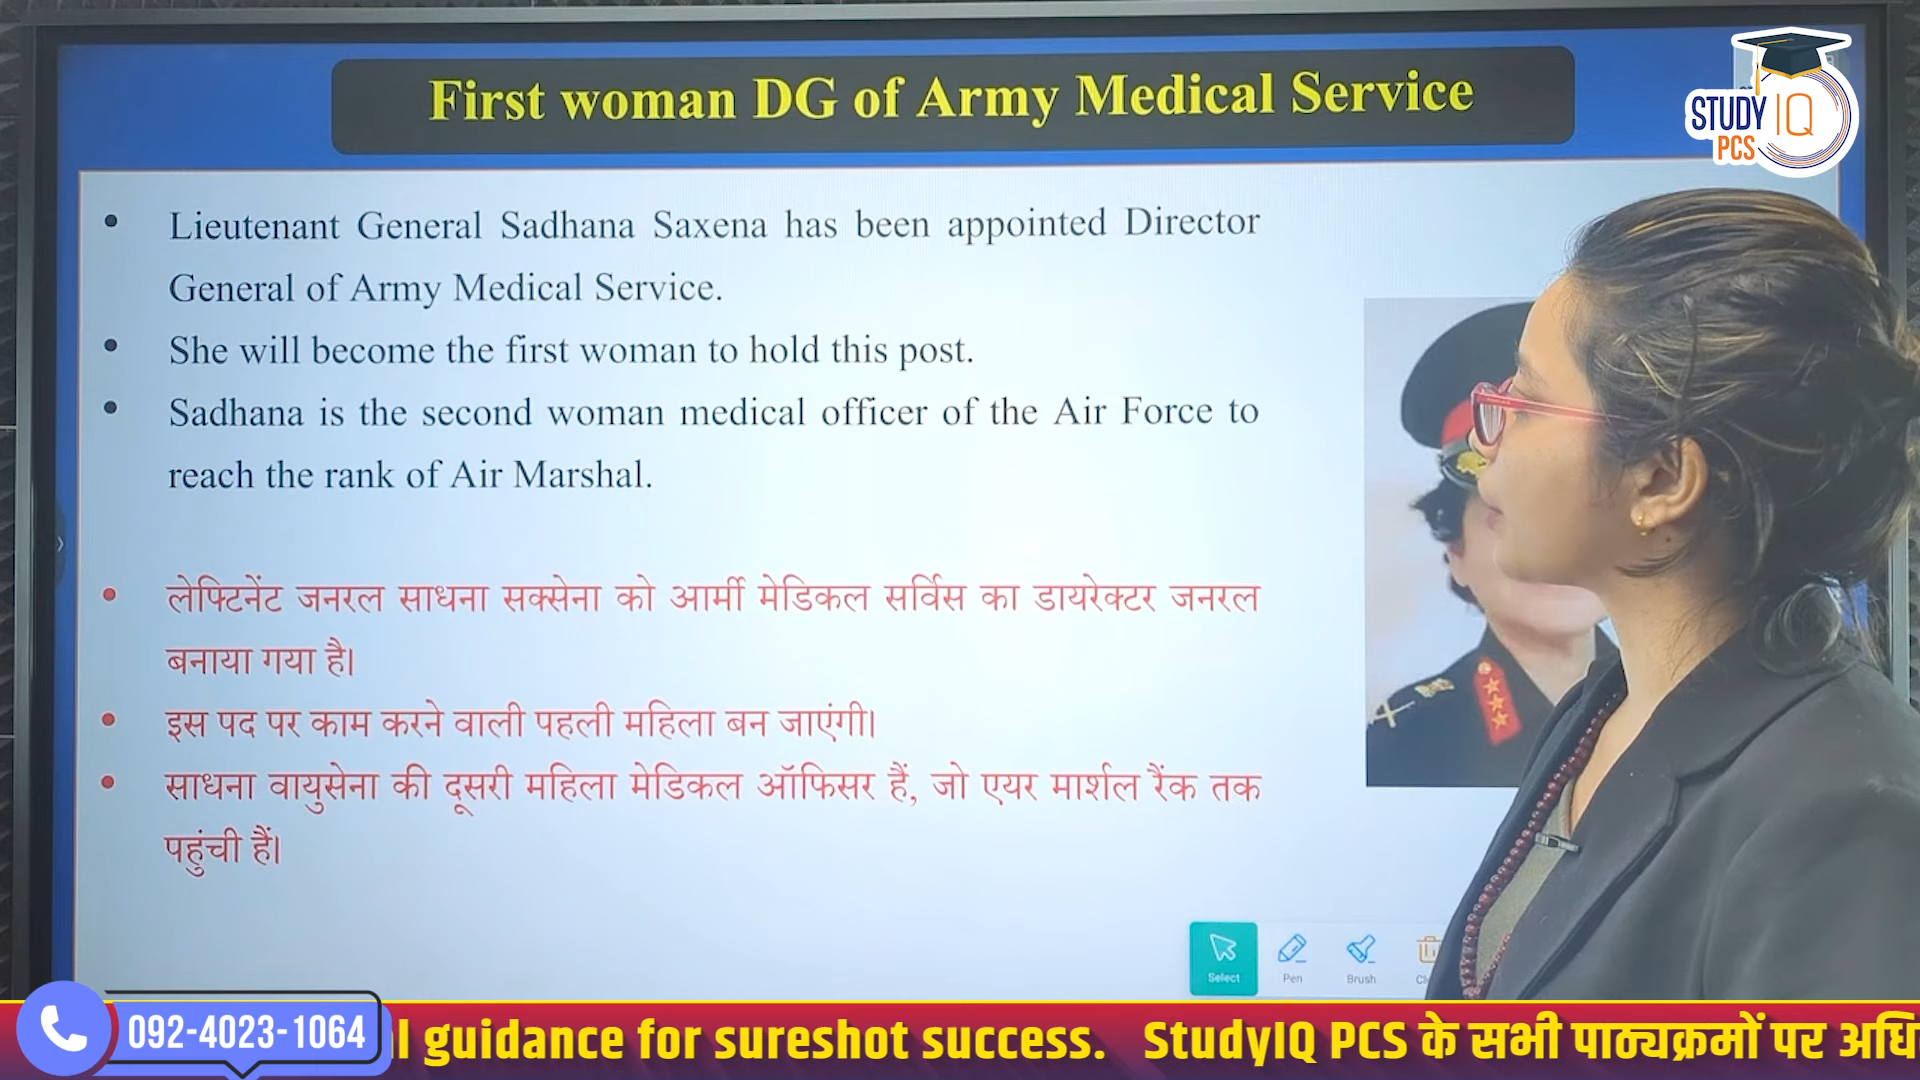 First woman DG of Army Medical Service
STUDY IQ
PCS
• Lieutenant General Sadhana Saxena has been appointed Director
General of Army Medical Service.
• She will become the first woman to hold this post.
• Sadhana is the second woman medical officer of the Air Force to
reach the rank of Air Marshal.
• लेफ्टिनेंट जनरल साधना सक्सेना को आर्मी मेडिकल सर्विस का डायरेक्टर जनरल
बनाया गया है।
• इस पद पर काम करने वाली पहली महिला बन जाएंगी।
• साधना वायुसेना की दूसरी महिला मेडिकल ऑफिसर हैं, जो एयर मार्शल रैंक तक
पहुंची हैं।
Select Pen Brush
092-4023-1064 guidance for sureshot success. StudyIQ PCS के सभी पाठ्यक्रमों पर